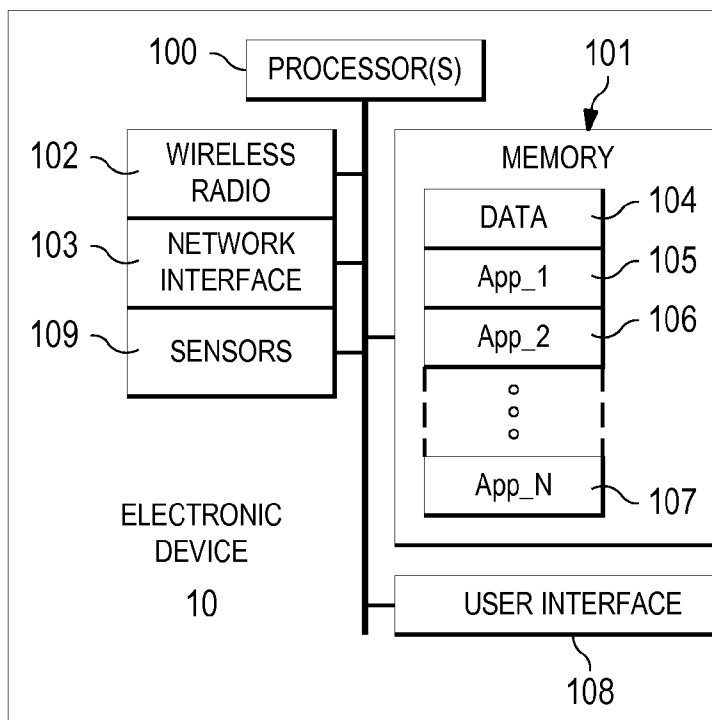 100
PROCESSOR(S)
101
102
WIRELESS
RADIO
103
NETWORK
INTERFACE
109
SENSORS
MEMORY
DATA
104
App_1
105
App_2
106
App_N
107
ELECTRONIC
DEVICE
10
USER INTERFACE
108